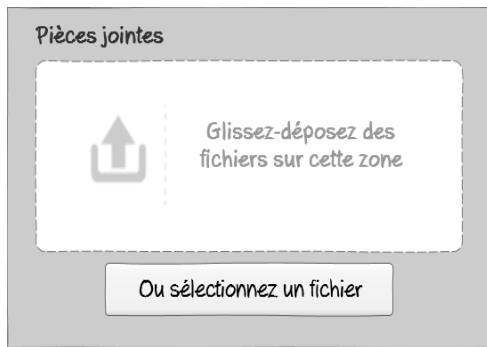 Pièces jointes
Glissez-déposez des
fichiers sur cette zone
Ou sélectionnez un fichier